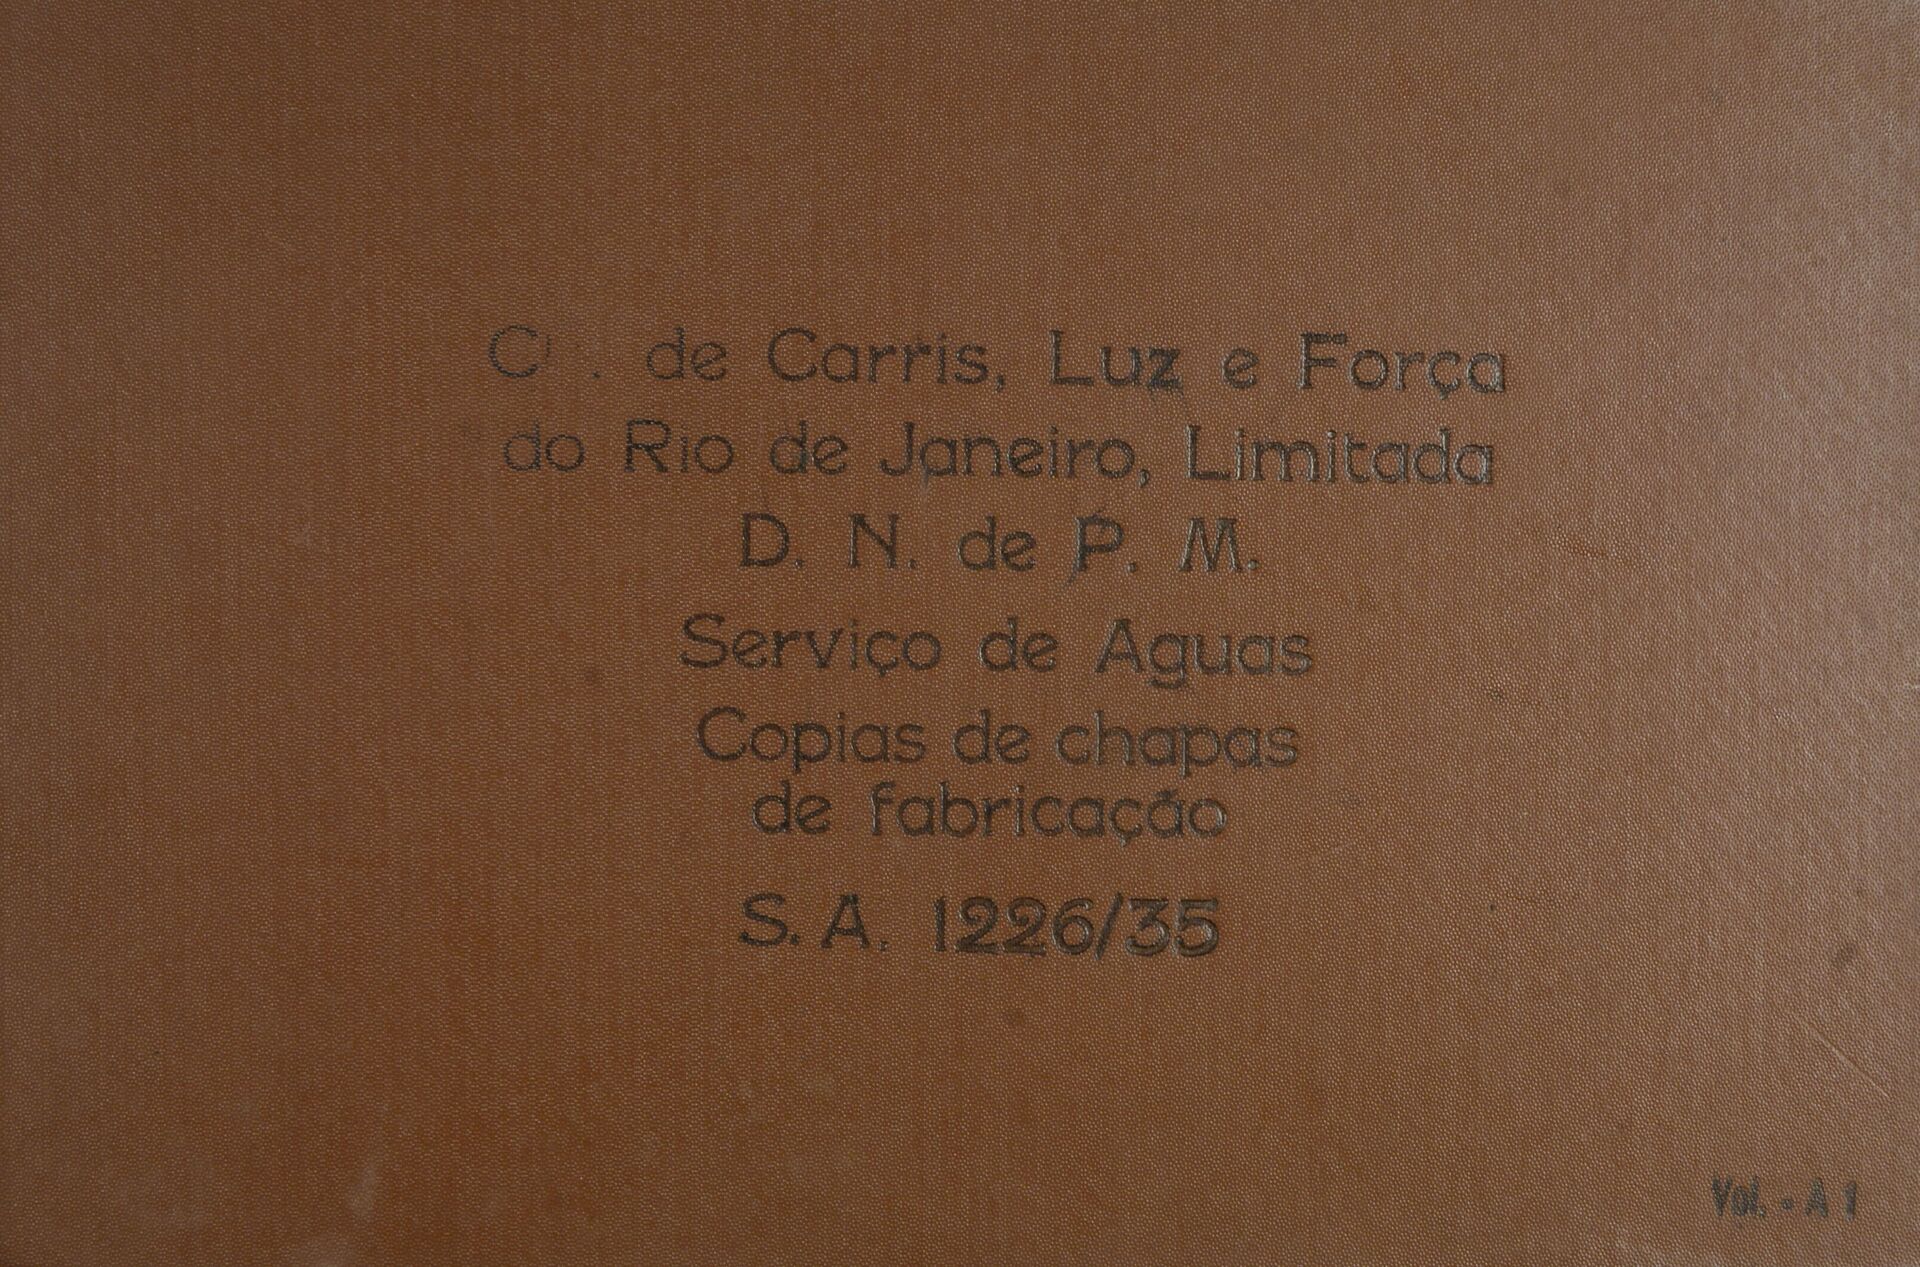 de Carris, Luz e Força
do Rio de Janeiro, Limitada
D. N. de P. M.
Serviço de Aguas
Copias de chapas
de fabricação
S. A. 1226/35
Vol. - A 1